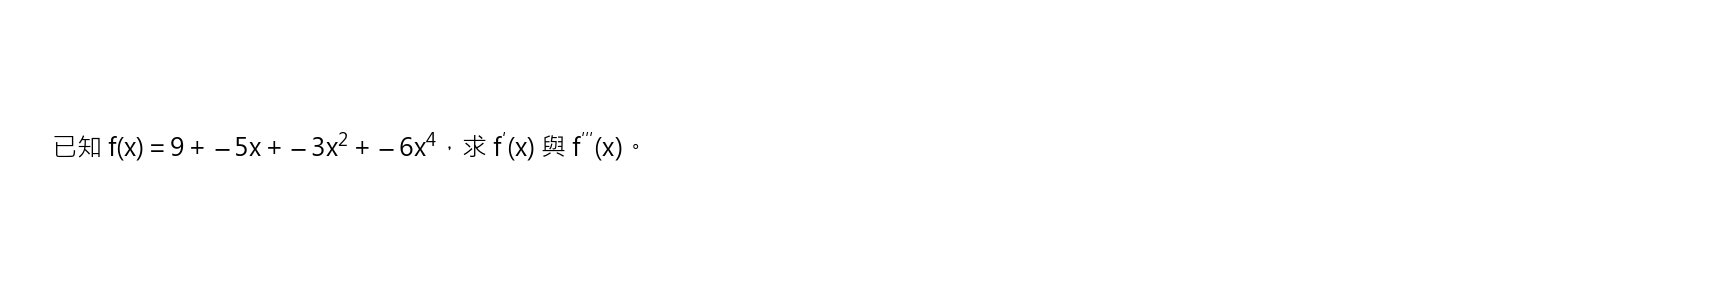 已知 f(x) = 9 + −5x + −3x² + −6x⁴，求 f′(x) 與 f′′′(x)。